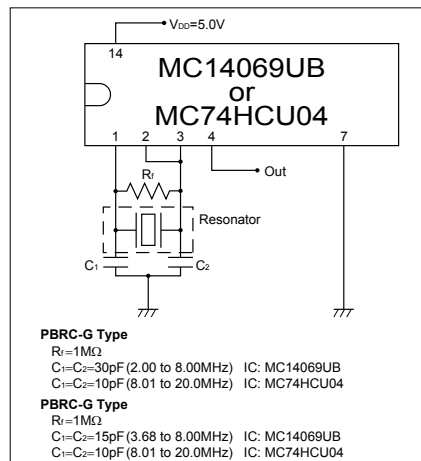 VDD=5.0V
14
MC14069UB
or
MC74HCU04
1 2 3 4 7
Out
Rf
Resonator
C1 C2
PBRC-G Type
Rf=1MΩ
C1=C2=30pF(2.00 to 8.00MHz) IC: MC14069UB
C1=C2=10pF(8.01 to 20.0MHz) IC: MC74HCU04
PBRC-G Type
Rf=1MΩ
C1=C2=15pF(3.68 to 8.00MHz) IC: MC14069UB
C1=C2=10pF(8.01 to 20.0MHz) IC: MC74HCU04